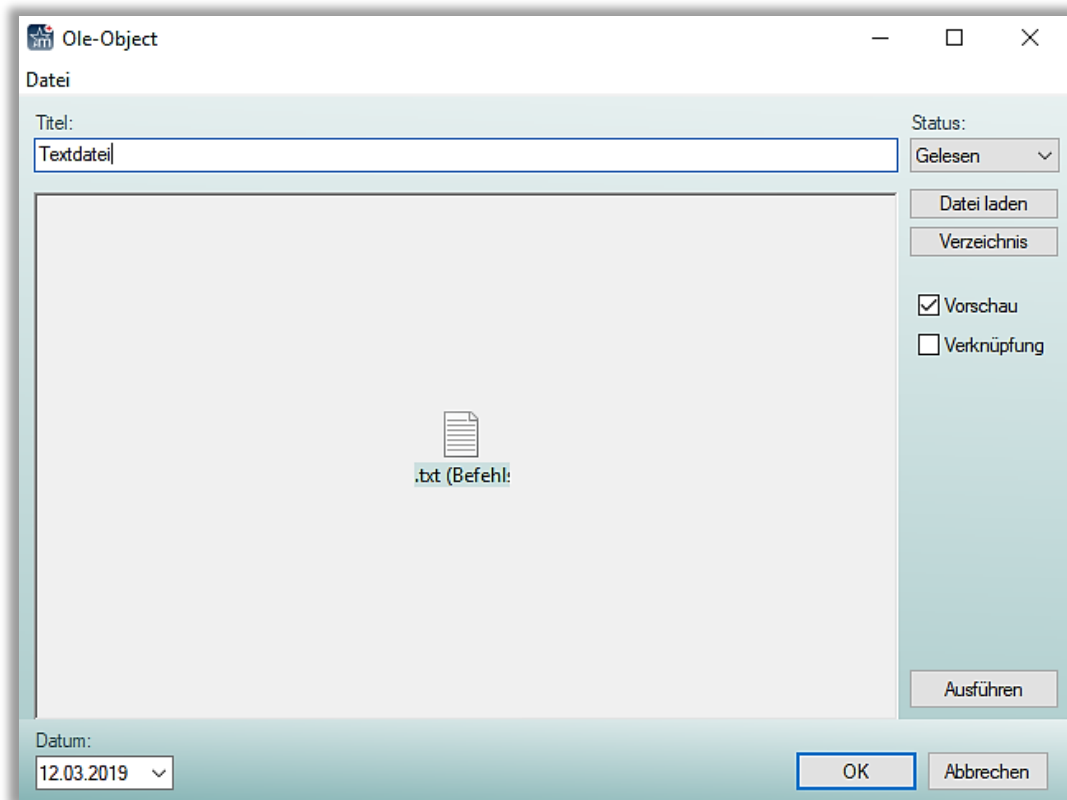 Ole-Object
Datei
Titel:
Status:
Textdatei
Gelesen
Datei laden
Verzeichnis
Vorschau
Verknüpfung
.txt (Befehls
Ausführen
Datum:
12.03.2019
OK
Abbrechen